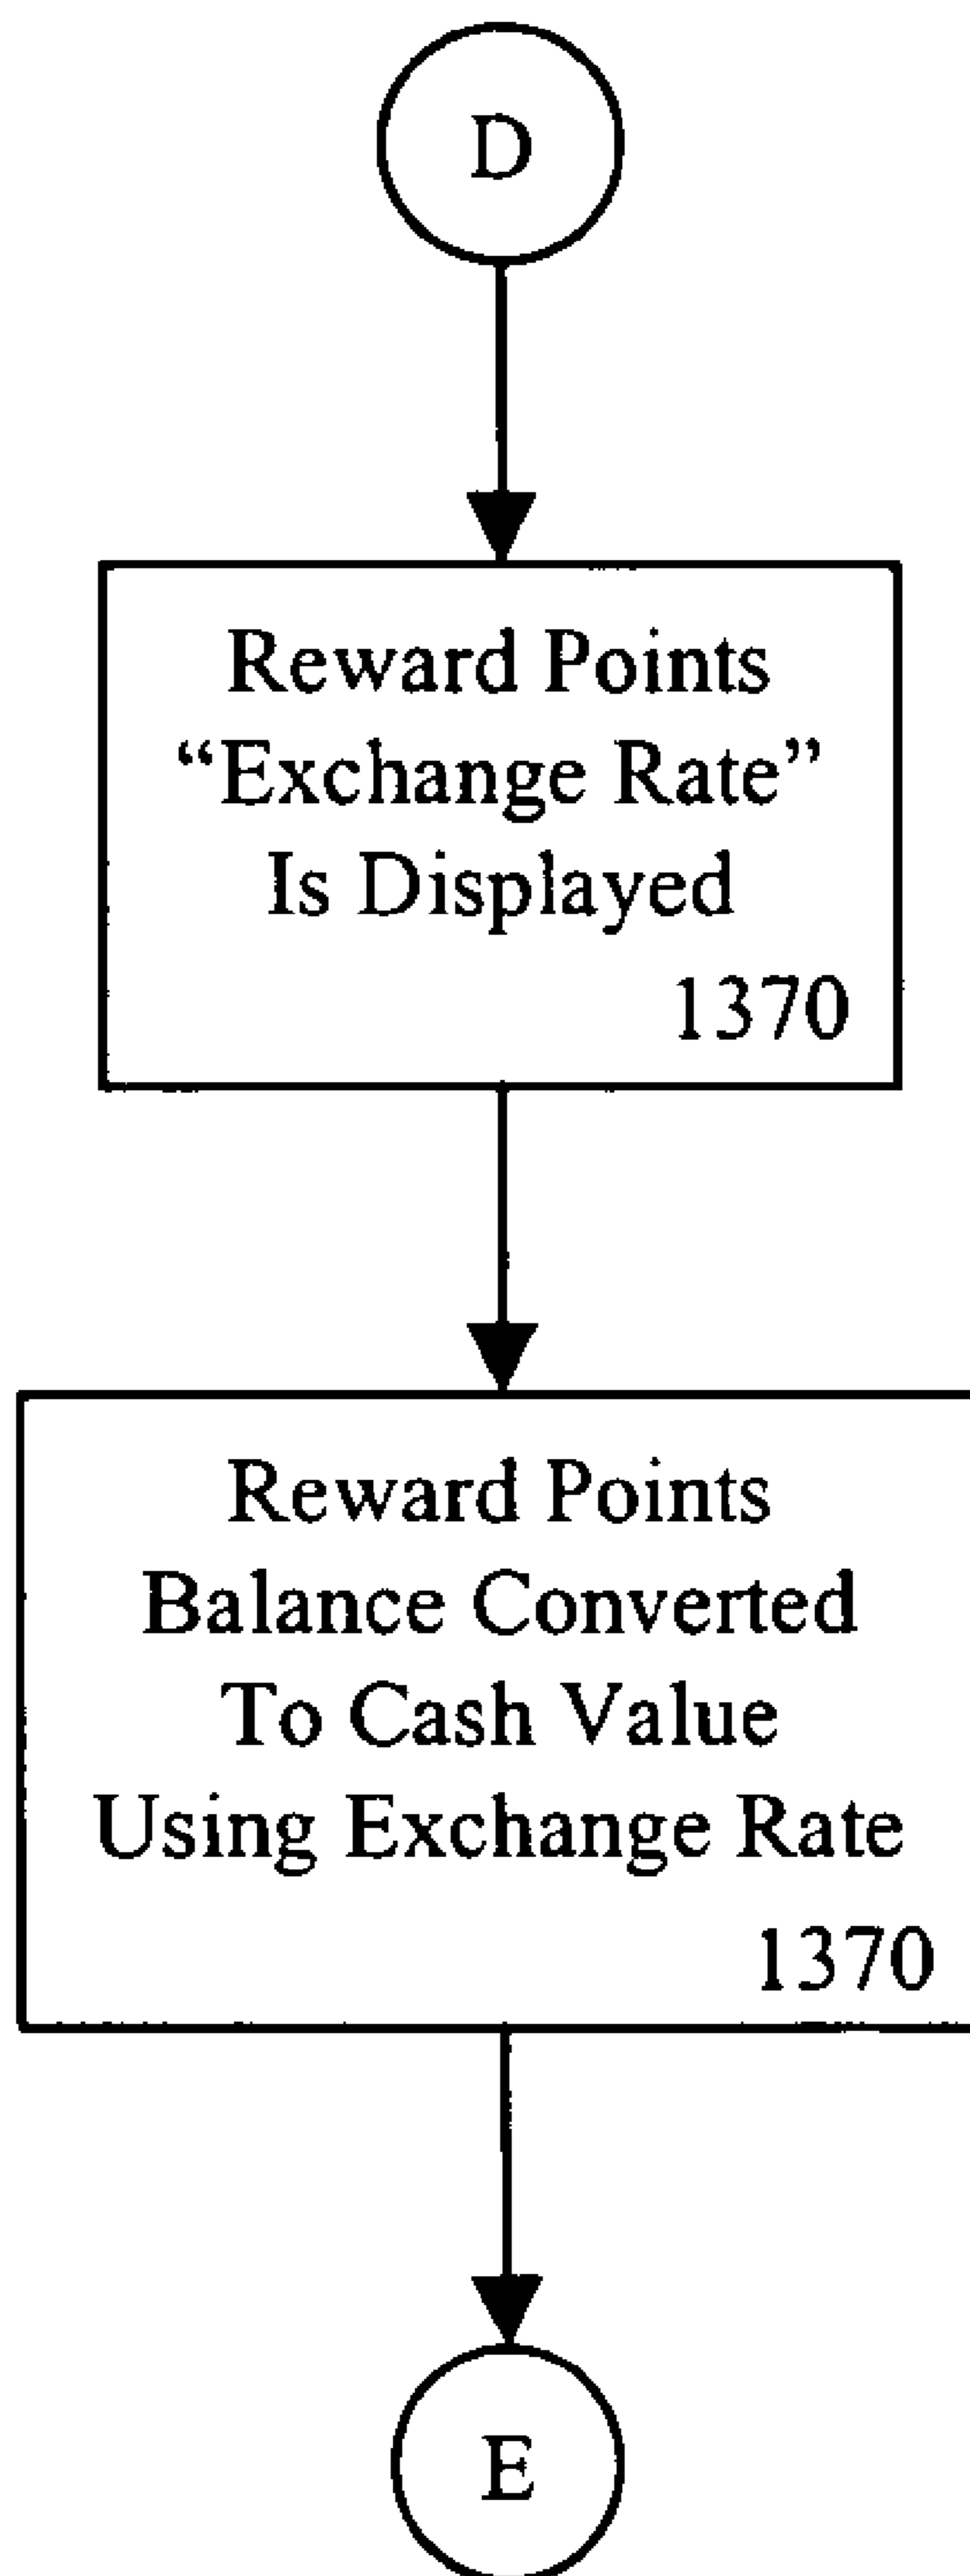 D
Reward Points
“Exchange Rate”
Is Displayed
1370
Reward Points
Balance Converted
To Cash Value
Using Exchange Rate
1370
E